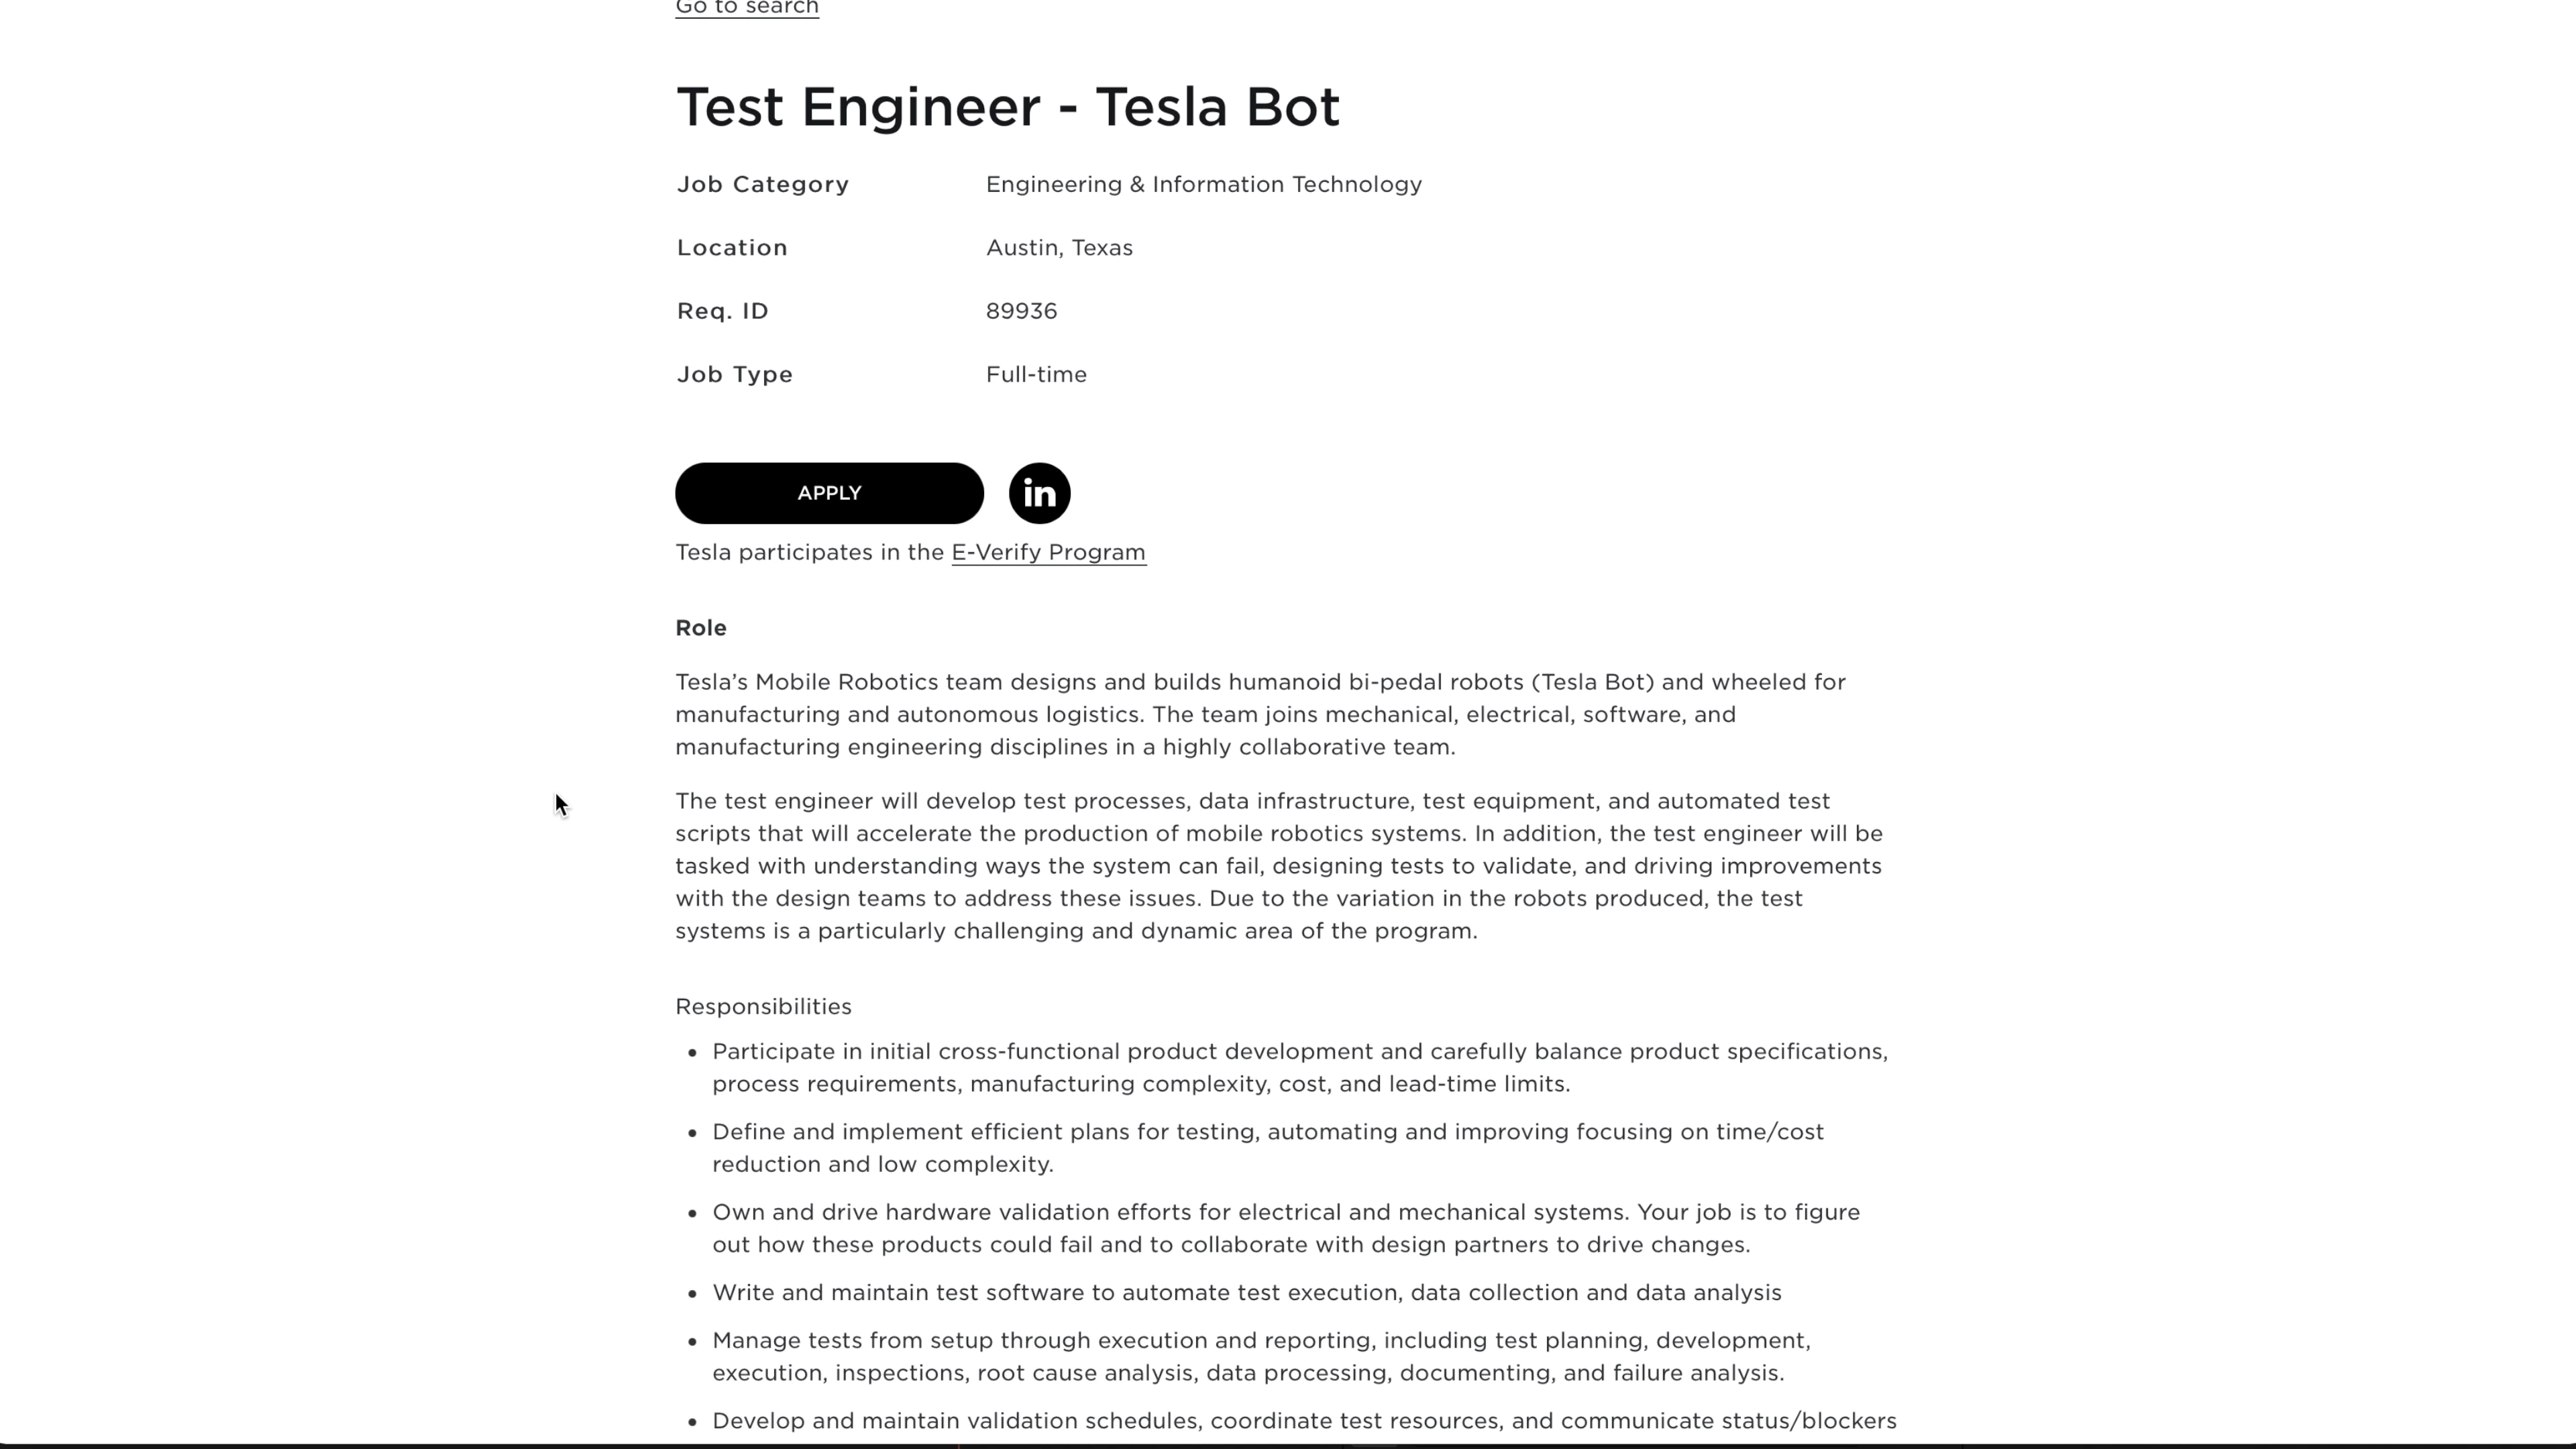 Go to search
Test Engineer - Tesla Bot
Job Category Engineering & Information Technology
Location Austin, Texas
Req. ID 89936
Job Type Full-time
APPLY in
Tesla participates in the E-Verify Program
Role
Tesla’s Mobile Robotics team designs and builds humanoid bi-pedal robots (Tesla Bot) and wheeled for
manufacturing and autonomous logistics. The team joins mechanical, electrical, software, and
manufacturing engineering disciplines in a highly collaborative team.
The test engineer will develop test processes, data infrastructure, test equipment, and automated test
scripts that will accelerate the production of mobile robotics systems. In addition, the test engineer will be
tasked with understanding ways the system can fail, designing tests to validate, and driving improvements
with the design teams to address these issues. Due to the variation in the robots produced, the test
systems is a particularly challenging and dynamic area of the program.
Responsibilities
• Participate in initial cross-functional product development and carefully balance product specifications,
process requirements, manufacturing complexity, cost, and lead-time limits.
• Define and implement efficient plans for testing, automating and improving focusing on time/cost
reduction and low complexity.
• Own and drive hardware validation efforts for electrical and mechanical systems. Your job is to figure
out how these products could fail and to collaborate with design partners to drive changes.
• Write and maintain test software to automate test execution, data collection and data analysis
• Manage tests from setup through execution and reporting, including test planning, development,
execution, inspections, root cause analysis, data processing, documenting, and failure analysis.
• Develop and maintain validation schedules, coordinate test resources, and communicate status/blockers